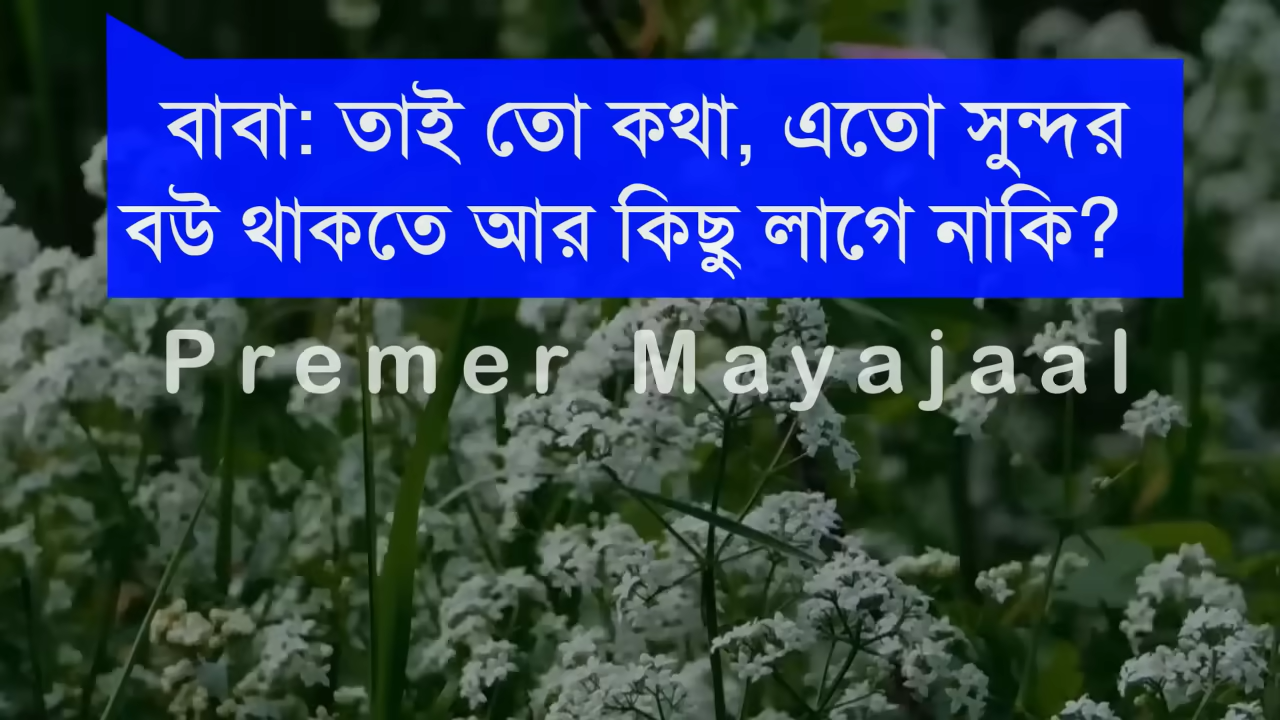 বাবা: তাই তো কথা, এতো সুন্দর
বউ থাকতে আর কিছু লাগে নাকি?
Premer Mayajaal